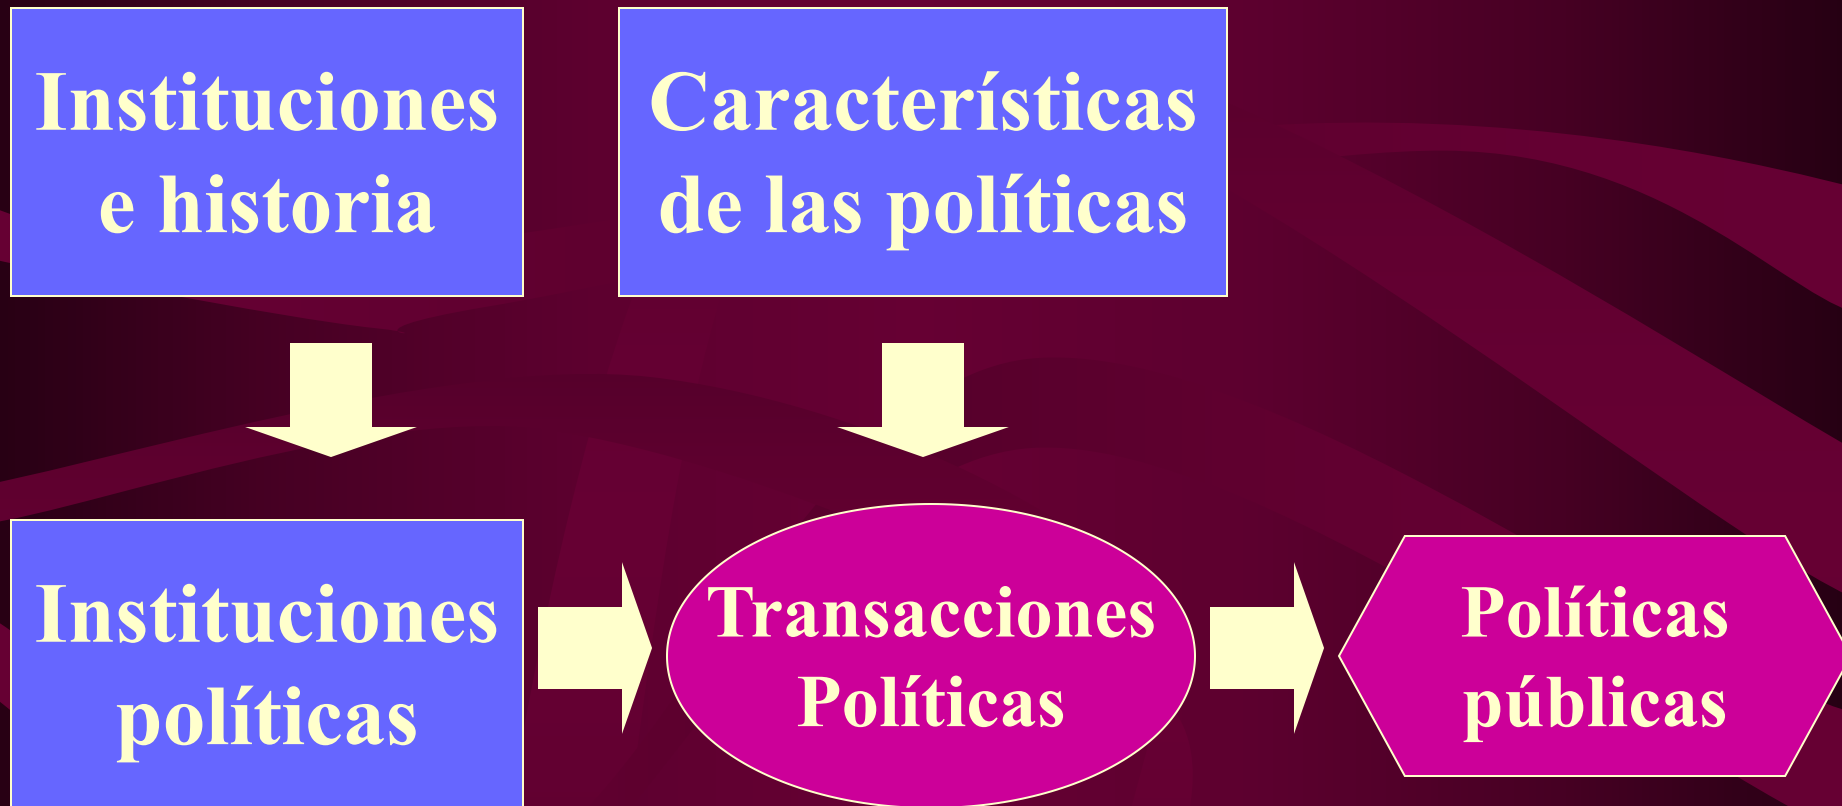 Instituciones
e historia
Características
de las políticas
Instituciones
políticas
Transacciones
Políticas
Políticas
públicas